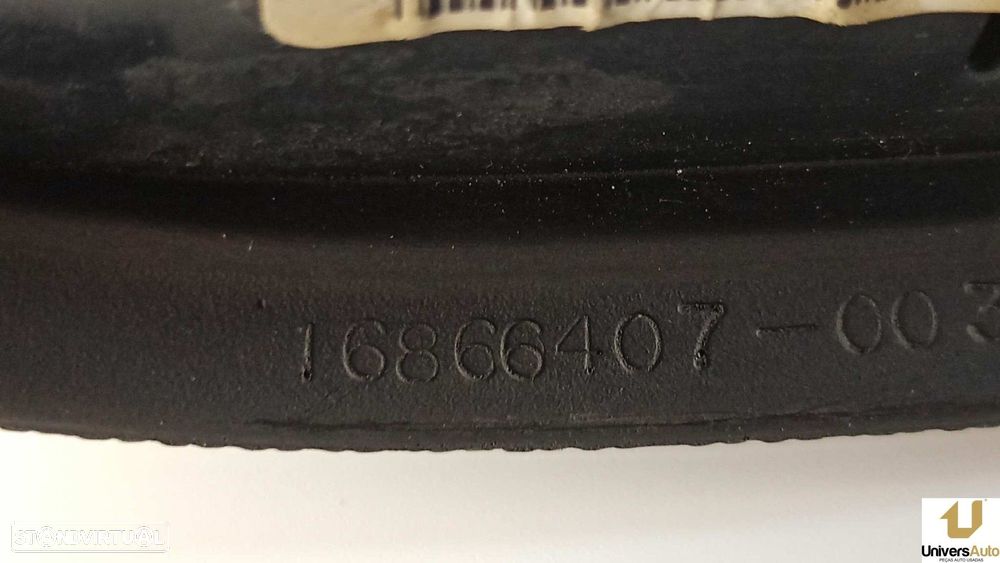 16866407-003
STANDVIRTUAL
UniversAuto
PEÇAS AUTO USADAS